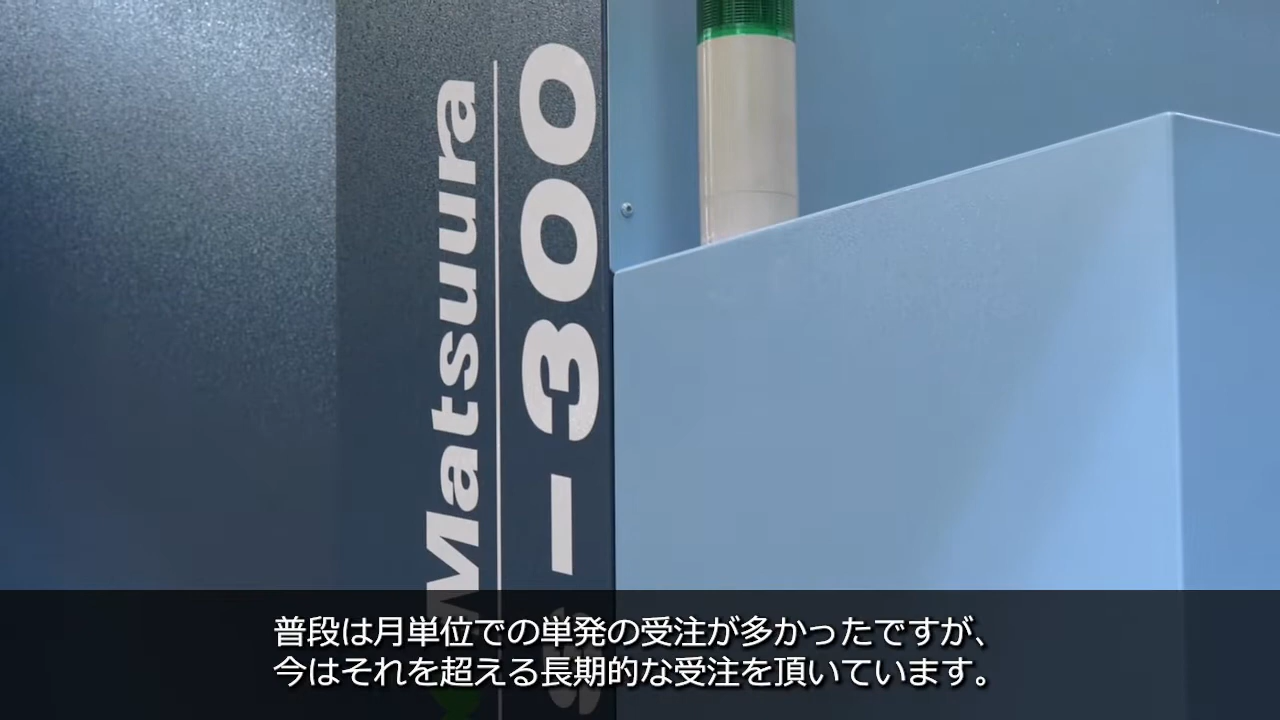 Matsuura
-300
普段は月単位での単発の受注が多かったですが、
今はそれを超える長期的な受注を頂いています。